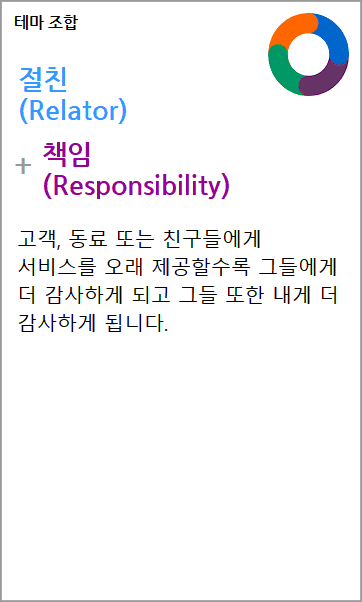 테마 조합
절친
(Relator)
+ 책임
(Responsibility)
고객, 동료 또는 친구들에게
서비스를 오래 제공할수록 그들에게
더 감사하게 되고 그들 또한 내게 더
감사하게 됩니다.